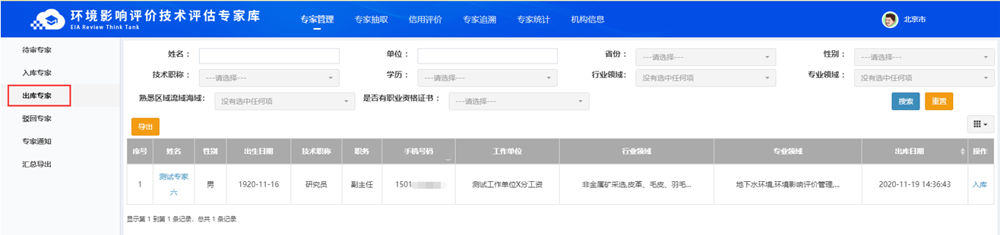 环境影响评价技术评估专家库
EIA Review Think Tank
专家管理 专家抽取 信用评价 专家追溯 专家统计 机构信息
北京市
待审专家
入库专家
出库专家
驳回专家
专家通知
汇总导出
姓名： 单位： 省份： ---请选择--- 性别： ---请选择---
技术职称： ---请选择--- 学历： ---请选择--- 行业领域： 没有选中任何项 专业领域： 没有选中任何项
熟悉区域流域海域： 没有选中任何项 是否有职业资格证书： ---请选择---
搜索 重置
导出
序号 姓名 性别 出生日期 技术职称 职务 手机号码 工作单位 行业领域 专业领域 出库日期 操作
1 测试专家六 男 1920-11-16 研究员 副主任 1501 测试工作单位X分工资 非金属矿采选,皮革、毛皮、羽毛... 地下水环境,环境影响评价管理,... 2020-11-19 14:36:43 入库
显示第 1 到第 1 条记录，总共 1 条记录